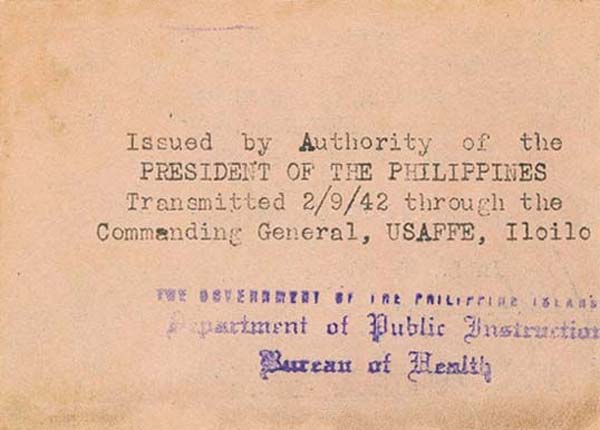 Issued by Authority of the
PRESIDENT OF THE PHILIPPINES
Transmitted 2/9/42 through the
Commanding General, USAFFE, Iloilo
THE GOVERNMENT OF THE PHILIPPINE ISLANDS
Department of Public Instruction
Bureau of Health